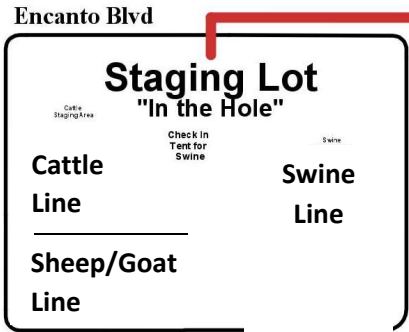 Encanto Blvd
Staging Lot
"In the Hole"
Cattle
Staging Area
Check In
Tent for
Swine
Swine
Cattle
Line
Swine
Line
Sheep/Goat
Line